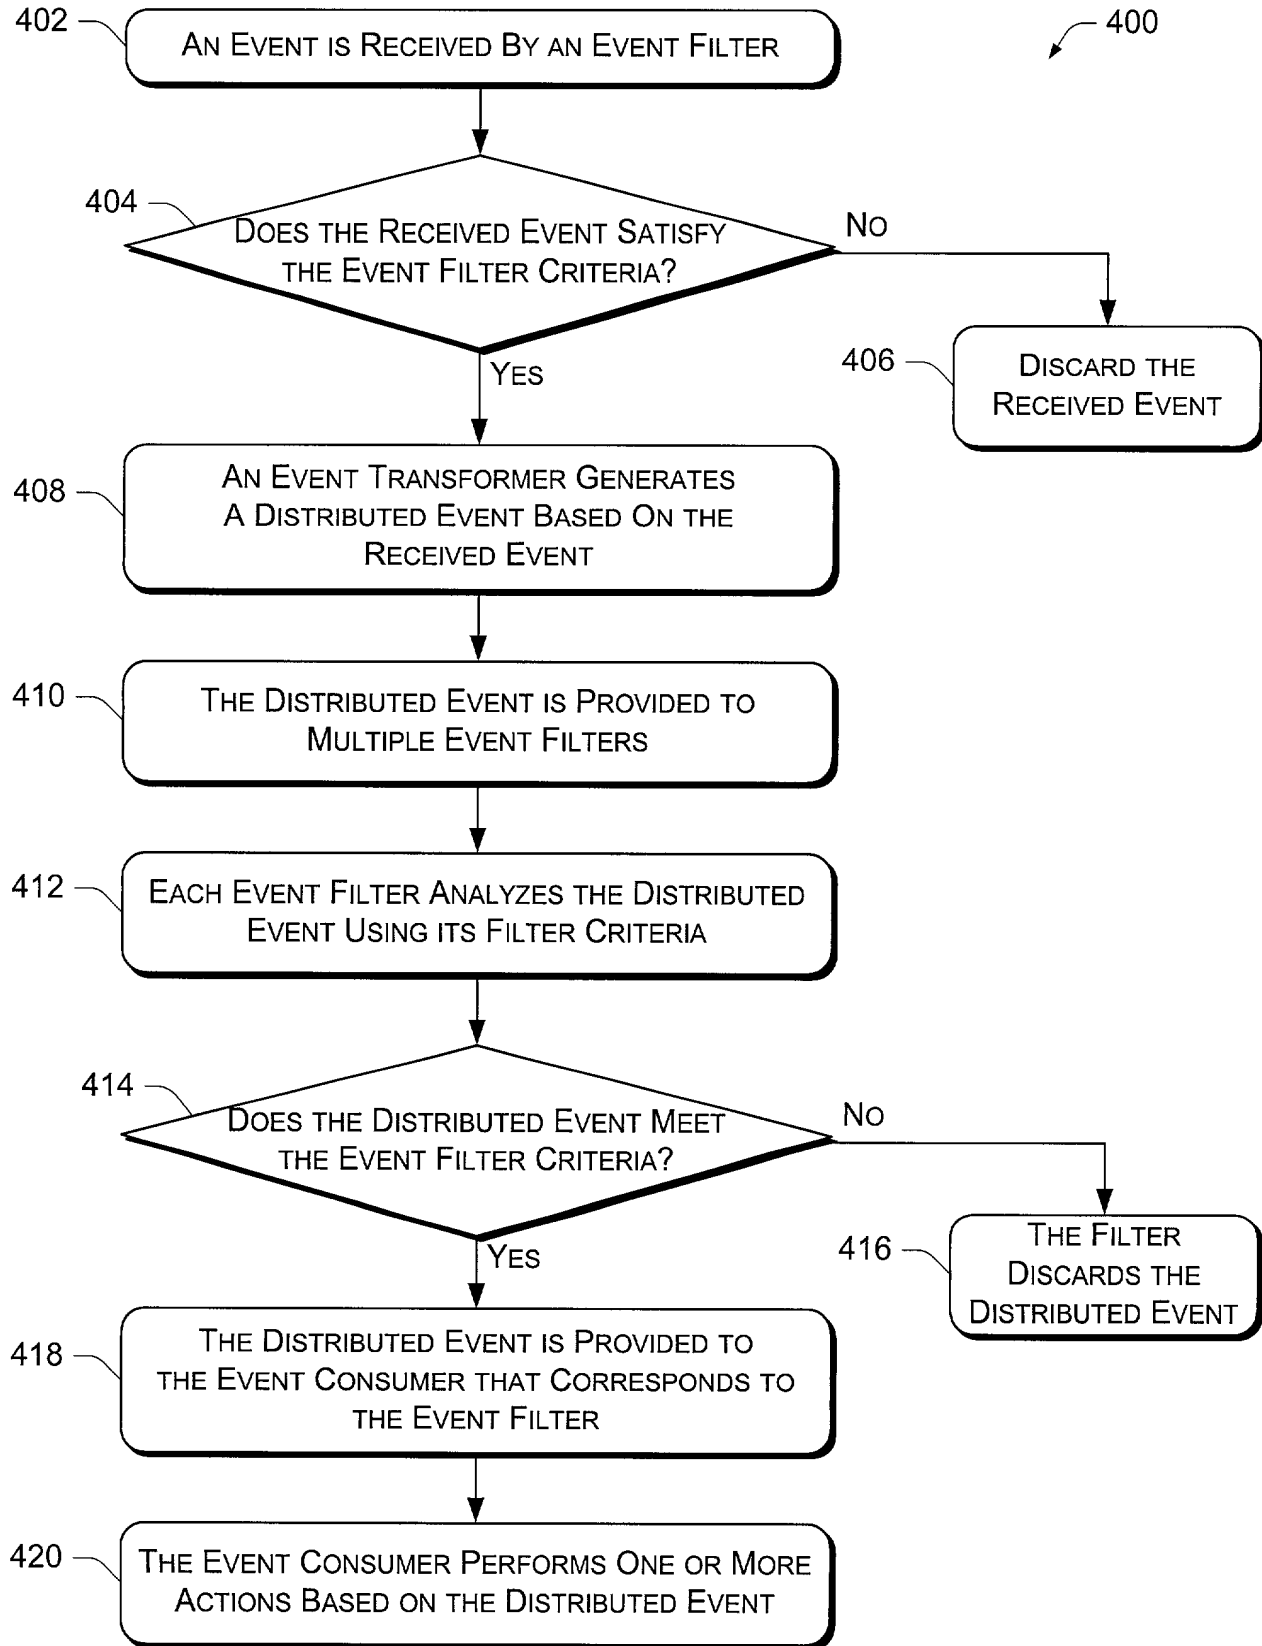 402
AN EVENT IS RECEIVED BY AN EVENT FILTER
400
404
DOES THE RECEIVED EVENT SATISFY
THE EVENT FILTER CRITERIA?
NO
YES
406
DISCARD THE
RECEIVED EVENT
408
AN EVENT TRANSFORMER GENERATES
A DISTRIBUTED EVENT BASED ON THE
RECEIVED EVENT
410
THE DISTRIBUTED EVENT IS PROVIDED TO
MULTIPLE EVENT FILTERS
412
EACH EVENT FILTER ANALYZES THE DISTRIBUTED
EVENT USING ITS FILTER CRITERIA
414
DOES THE DISTRIBUTED EVENT MEET
THE EVENT FILTER CRITERIA?
NO
YES
416
THE FILTER
DISCARDS THE
DISTRIBUTED EVENT
418
THE DISTRIBUTED EVENT IS PROVIDED TO
THE EVENT CONSUMER THAT CORRESPONDS TO
THE EVENT FILTER
420
THE EVENT CONSUMER PERFORMS ONE OR MORE
ACTIONS BASED ON THE DISTRIBUTED EVENT